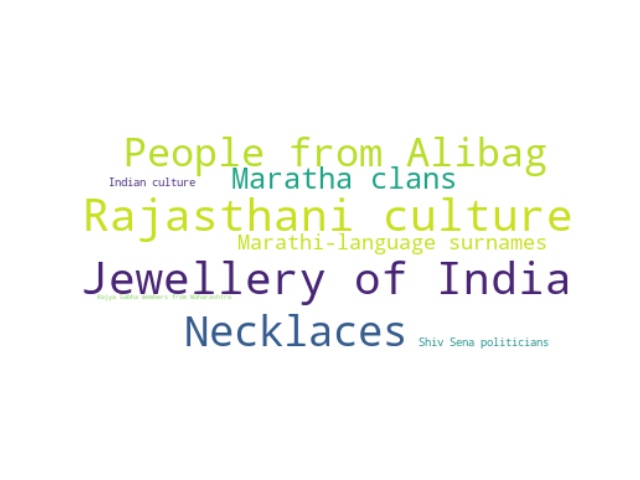 People from Alibag
Indian culture
Maratha clans
Rajasthani culture
Marathi-language surnames
Jewellery of India
Rajya Sabha members from Maharashtra
Necklaces
Shiv Sena politicians